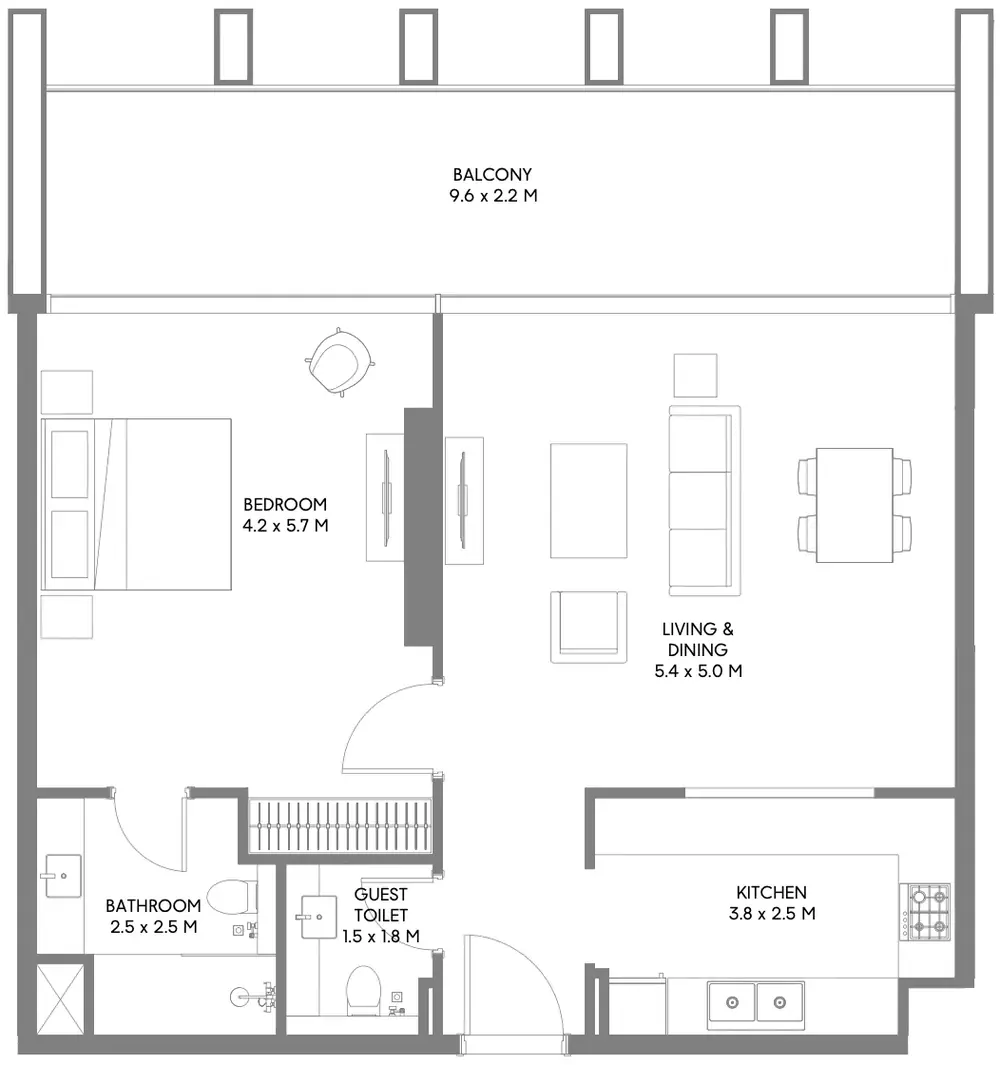 BALCONY
9.6 x 2.2 M
BEDROOM
4.2 x 5.7 M
LIVING &
DINING
5.4 x 5.0 M
KITCHEN
3.8 x 2.5 M
BATHROOM
2.5 x 2.5 M
GUEST
TOILET
1.5 x 1.8 M